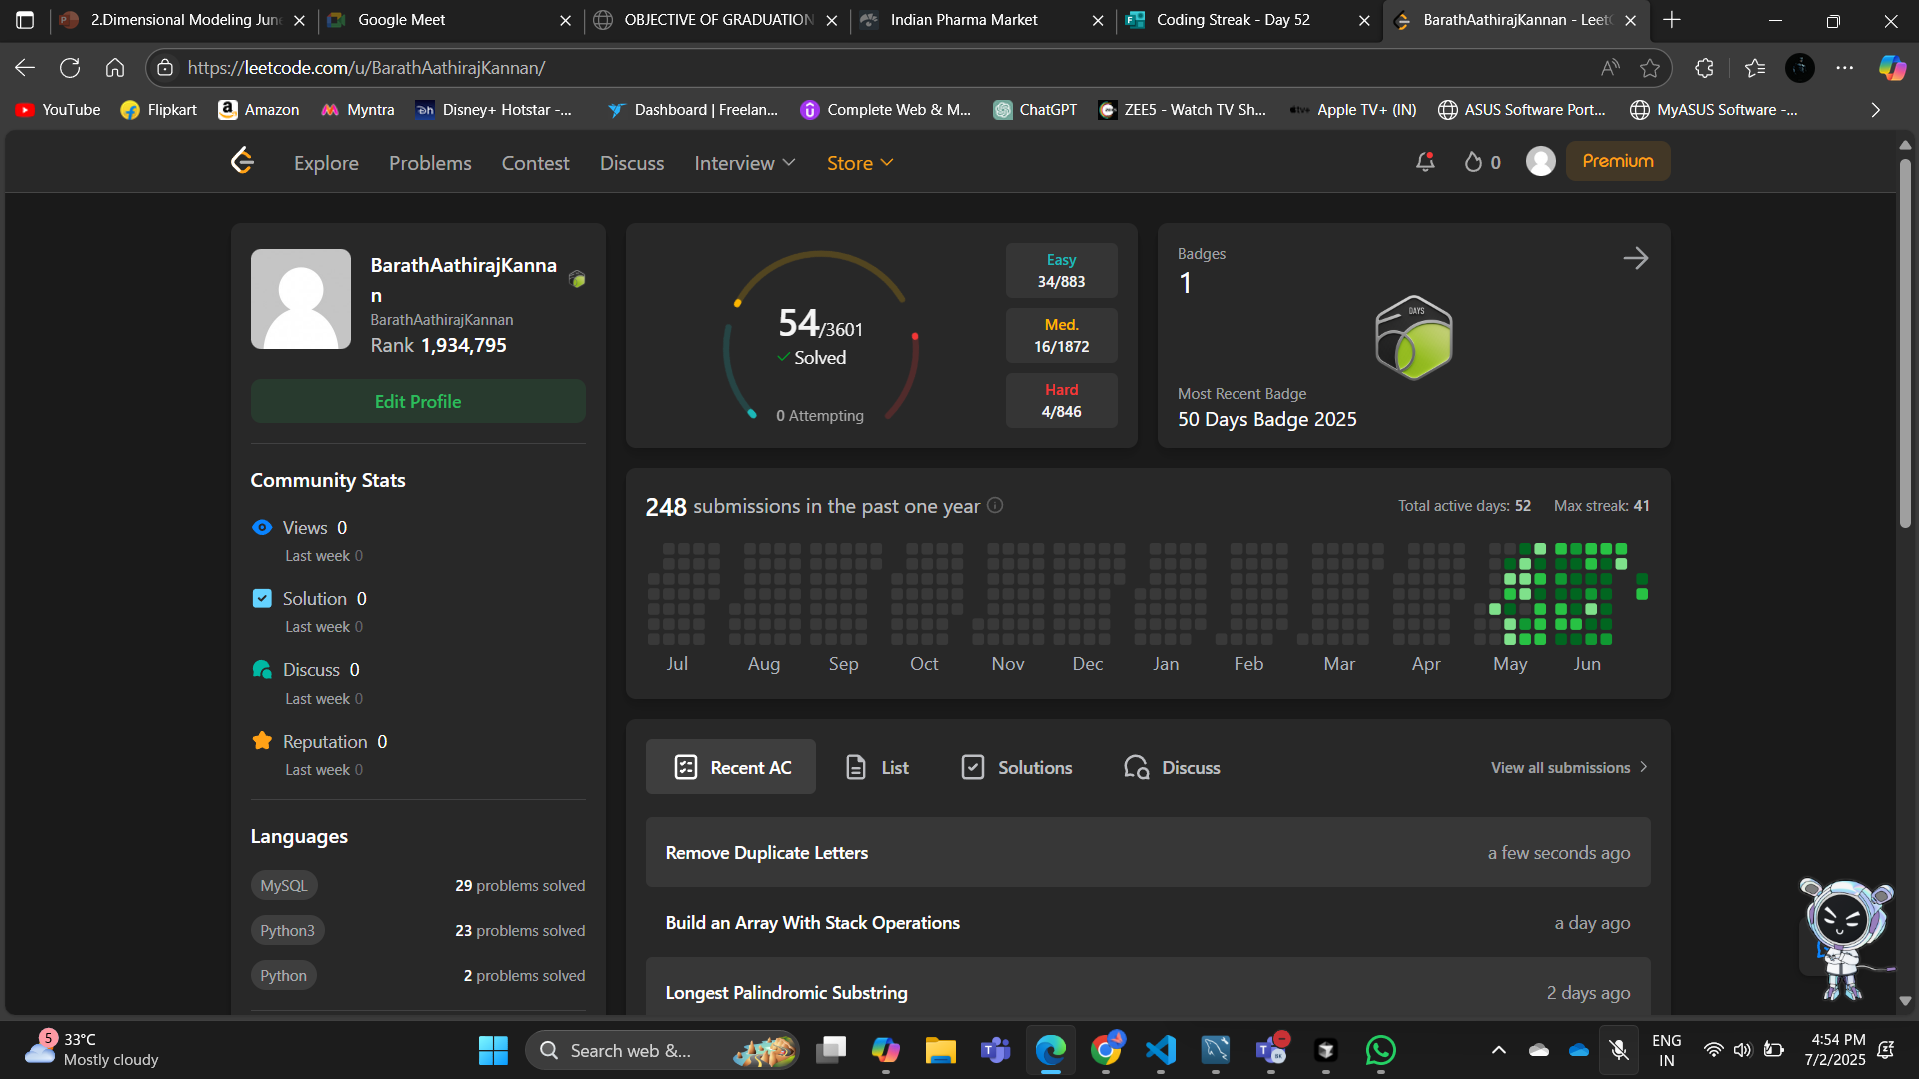 2.Dimensional Modeling June
Google Meet
OBJECTIVE OF GRADUATION
Indian Pharma Market
Coding Streak - Day 52
BarathAathirajKannan - LeetC
https://leetcode.com/u/BarathAathirajKannan/
YouTube
Flipkart
Amazon
Myntra
Disney+ Hotstar -...
Dashboard | Freelan...
Complete Web & M...
ChatGPT
ZEE5 - Watch TV Sh...
Apple TV+ (IN)
ASUS Software Port...
MyASUS Software -...
Explore
Problems
Contest
Discuss
Interview
Store
0
Premium
BarathAathirajKanna
n
BarathAathirajKannan
Rank 1,934,795
Edit Profile
Community Stats
Views 0
Last week 0
Solution 0
Last week 0
Discuss 0
Last week 0
Reputation 0
Last week 0
Languages
MySQL
29 problems solved
Python3
23 problems solved
Python
2 problems solved
54/3601
Solved
0 Attempting
Easy
34/883
Med.
16/1872
Hard
4/846
Badges
1
DAYS
Most Recent Badge
50 Days Badge 2025
248 submissions in the past one year
Total active days: 52
Max streak: 41
Jul
Aug
Sep
Oct
Nov
Dec
Jan
Feb
Mar
Apr
May
Jun
Recent AC
List
Solutions
Discuss
View all submissions
Remove Duplicate Letters
a few seconds ago
Build an Array With Stack Operations
a day ago
Longest Palindromic Substring
2 days ago
5
33°C
Mostly cloudy
Search web &...
ENG
IN
4:54 PM
7/2/2025